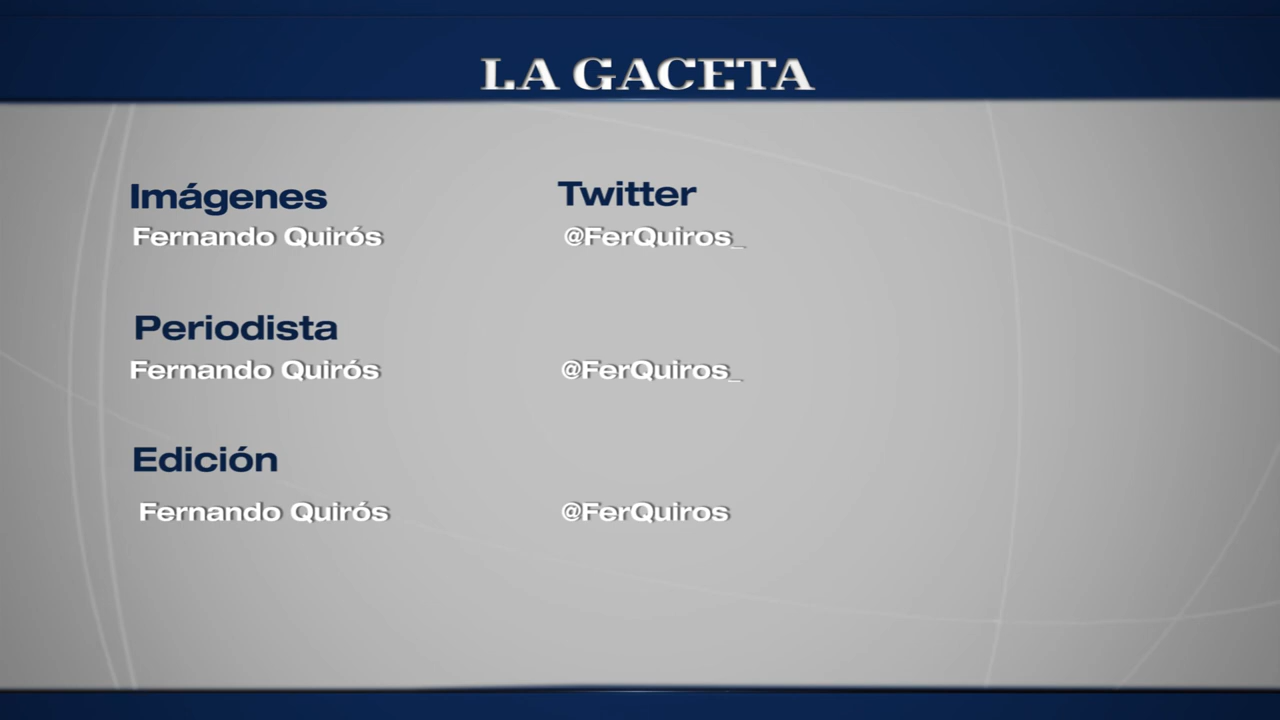 LA GACETA
Imágenes
Twitter
Fernando Quirós
@FerQuiros_
Periodista
Fernando Quirós
@FerQuiros_
Edición
Fernando Quirós
@FerQuiros